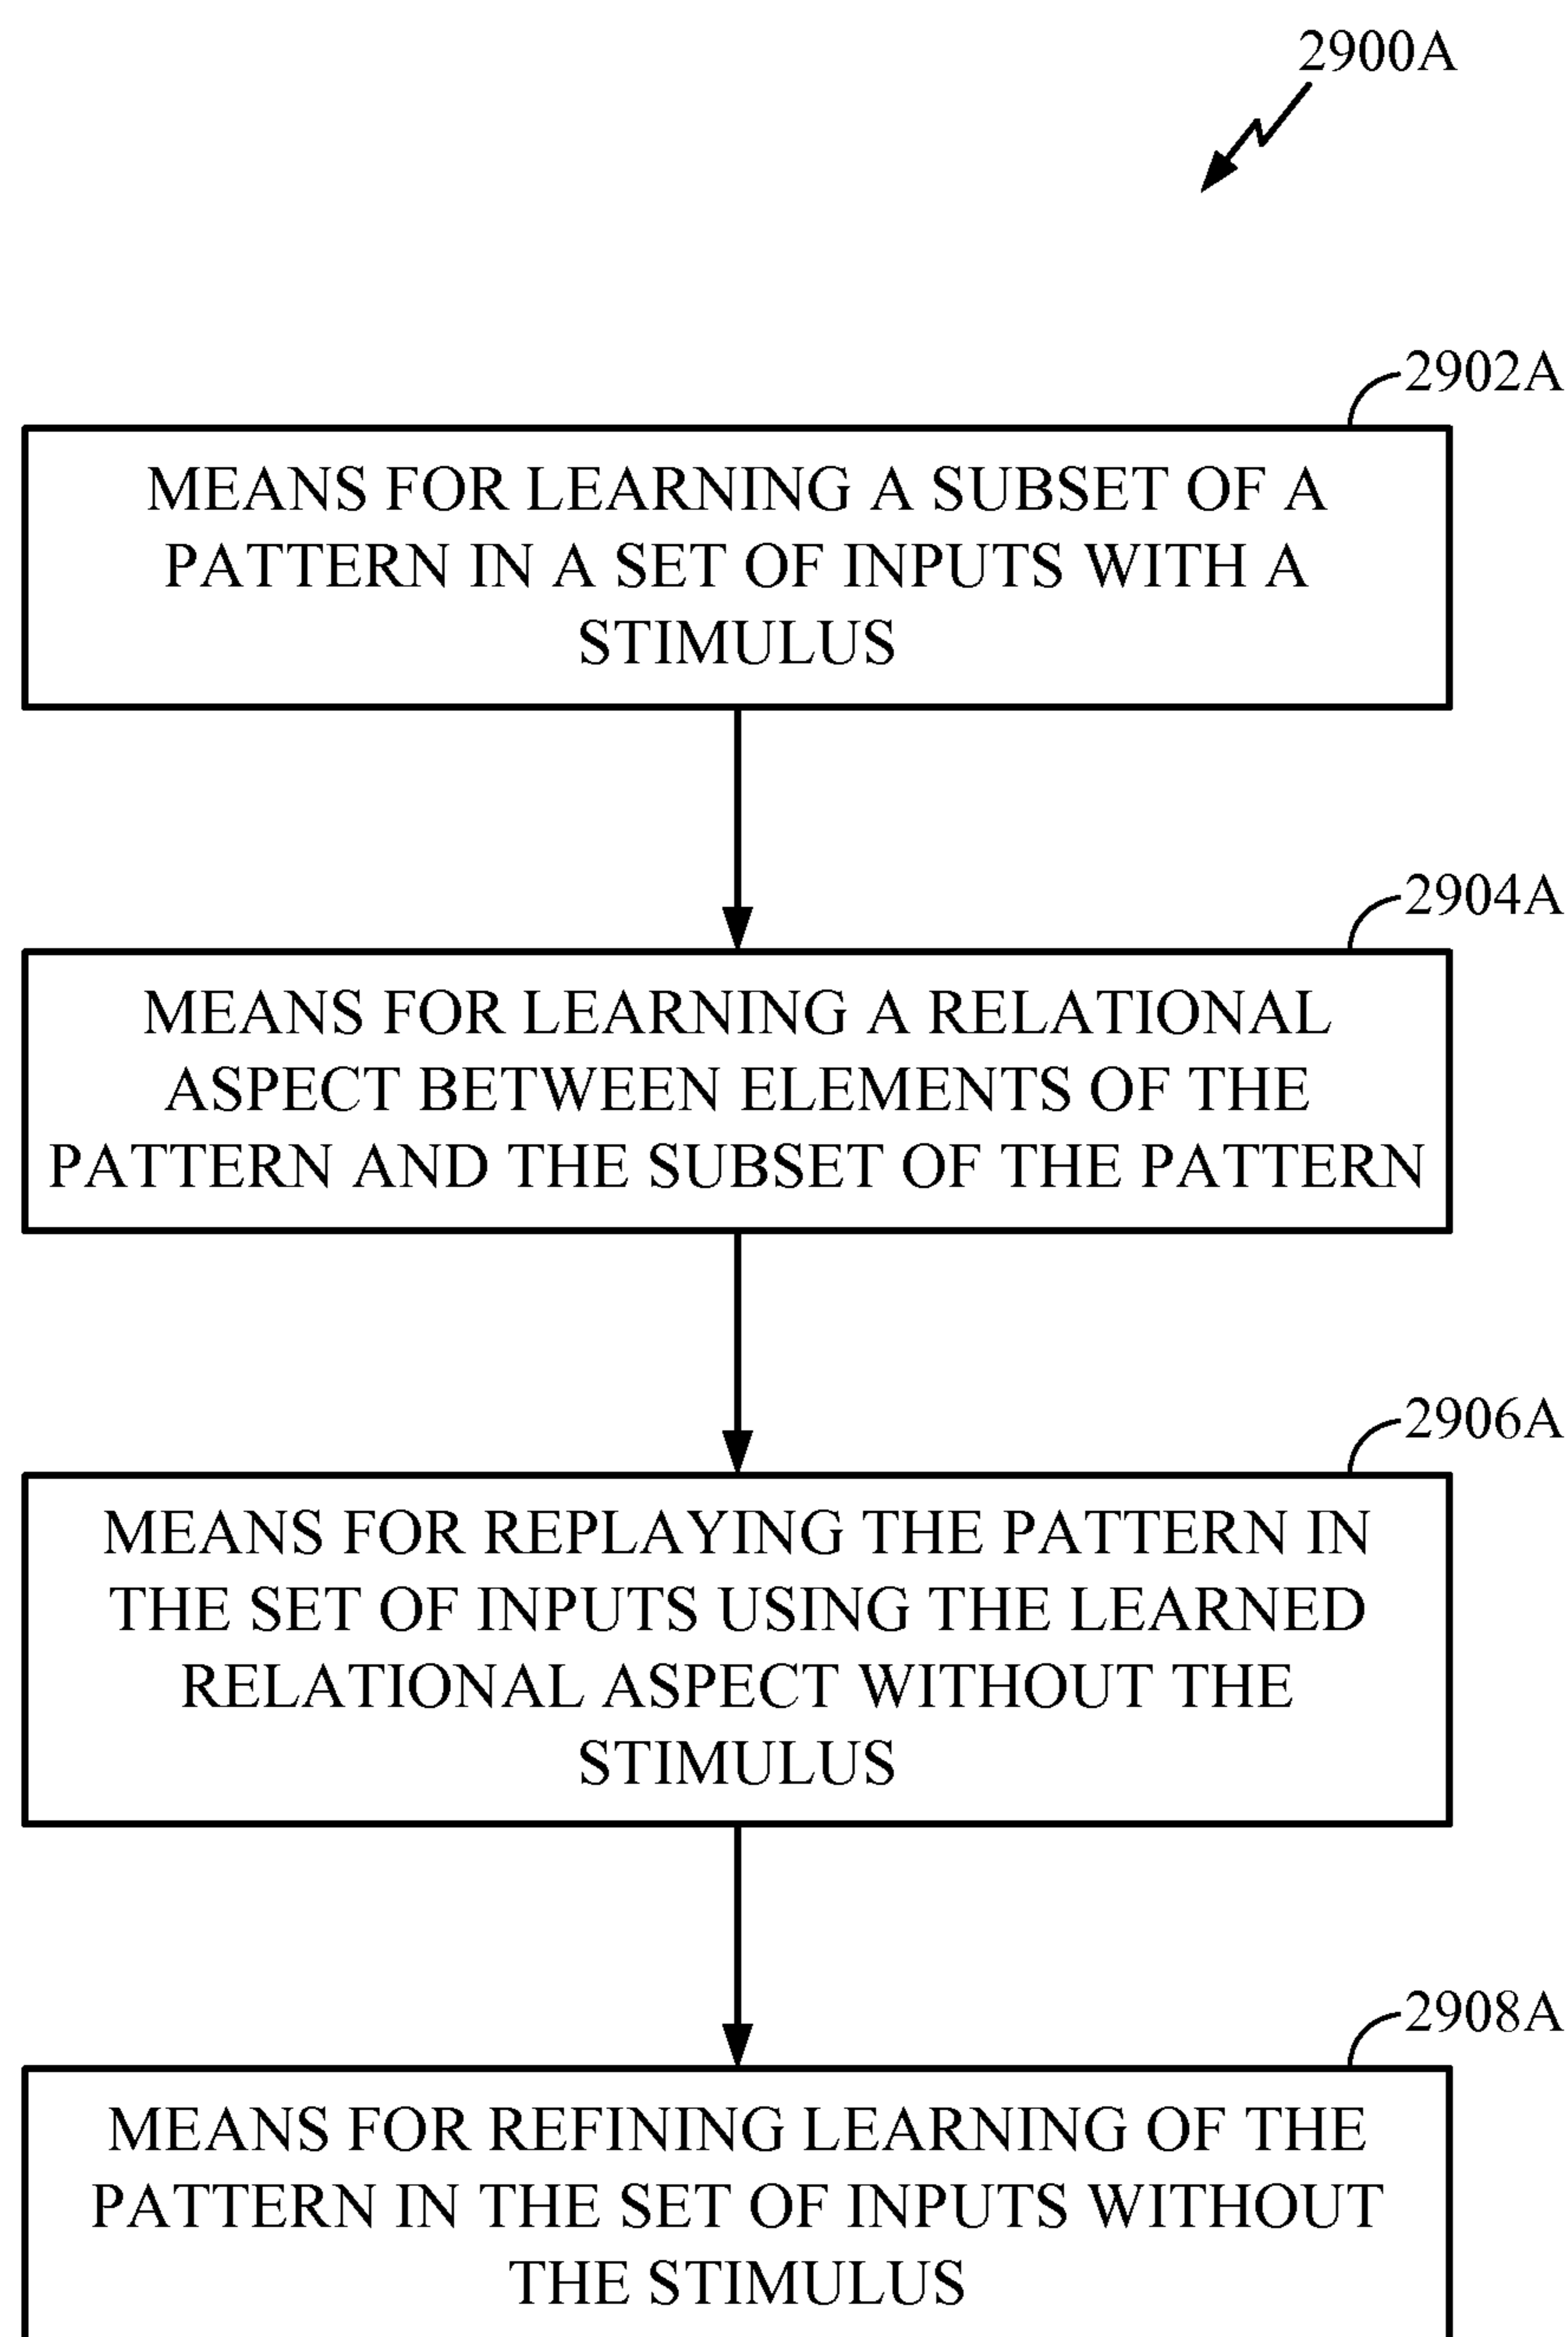 2900A
2902A
MEANS FOR LEARNING A SUBSET OF A
PATTERN IN A SET OF INPUTS WITH A
STIMULUS
2904A
MEANS FOR LEARNING A RELATIONAL
ASPECT BETWEEN ELEMENTS OF THE
PATTERN AND THE SUBSET OF THE PATTERN
2906A
MEANS FOR REPLAYING THE PATTERN IN
THE SET OF INPUTS USING THE LEARNED
RELATIONAL ASPECT WITHOUT THE
STIMULUS
2908A
MEANS FOR REFINING LEARNING OF THE
PATTERN IN THE SET OF INPUTS WITHOUT
THE STIMULUS